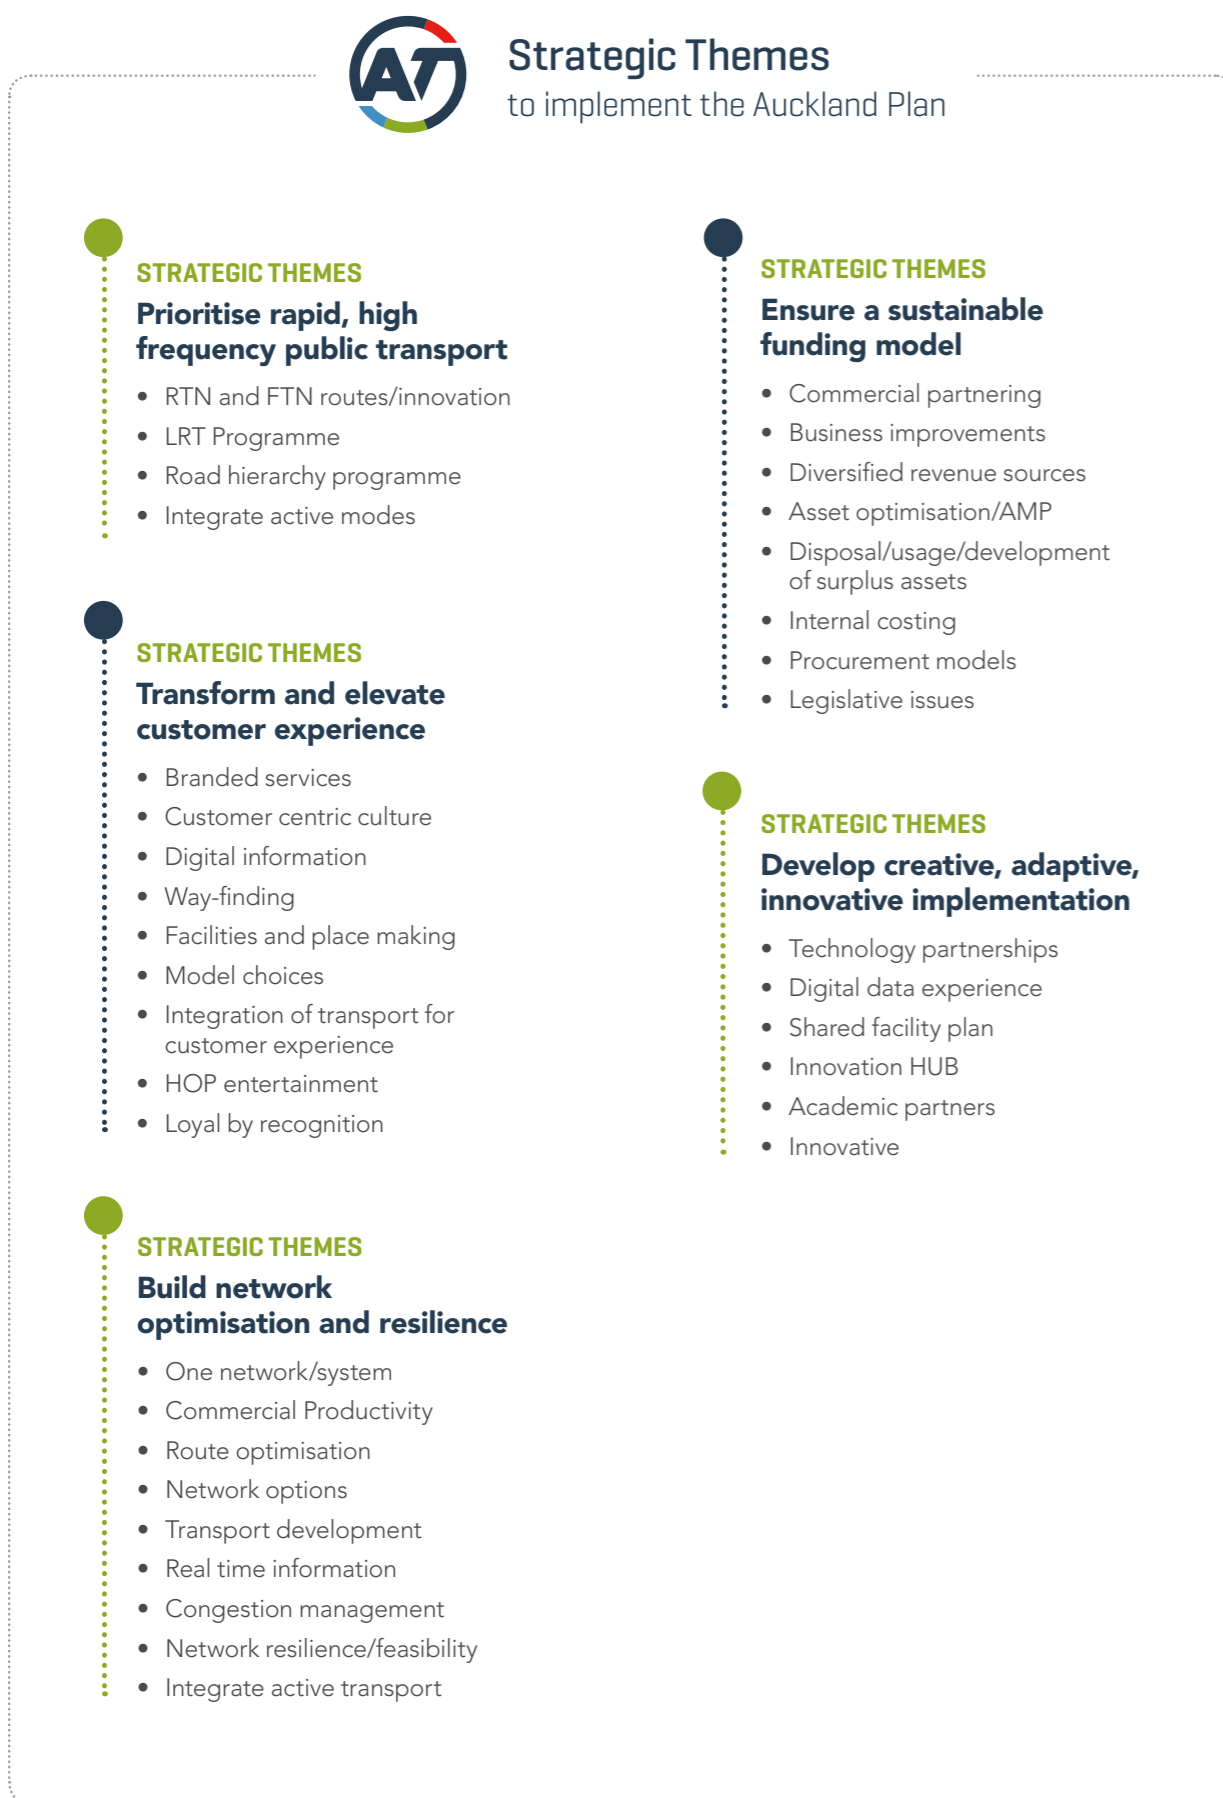 AT
Strategic Themes
to implement the Auckland Plan
STRATEGIC THEMES
Prioritise rapid, high
frequency public transport
• RTN and FTN routes/innovation
• LRT Programme
• Road hierarchy programme
• Integrate active modes
STRATEGIC THEMES
Transform and elevate
customer experience
• Branded services
• Customer centric culture
• Digital information
• Way-finding
• Facilities and place making
• Model choices
• Integration of transport for
customer experience
• HOP entertainment
• Loyal by recognition
STRATEGIC THEMES
Build network
optimisation and resilience
• One network/system
• Commercial Productivity
• Route optimisation
• Network options
• Transport development
• Real time information
• Congestion management
• Network resilience/feasibility
• Integrate active transport
STRATEGIC THEMES
Ensure a sustainable
funding model
• Commercial partnering
• Business improvements
• Diversified revenue sources
• Asset optimisation/AMP
• Disposal/usage/development
of surplus assets
• Internal costing
• Procurement models
• Legislative issues
STRATEGIC THEMES
Develop creative, adaptive,
innovative implementation
• Technology partnerships
• Digital data experience
• Shared facility plan
• Innovation HUB
• Academic partners
• Innovative